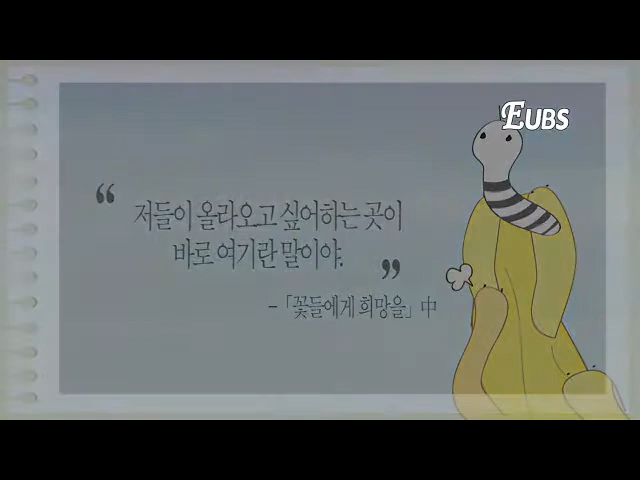 EUBS
“ 저들이 올라오고 싶어하는 곳이
바로 여기란 말이야. ”
-「꽃들에게 희망을」中